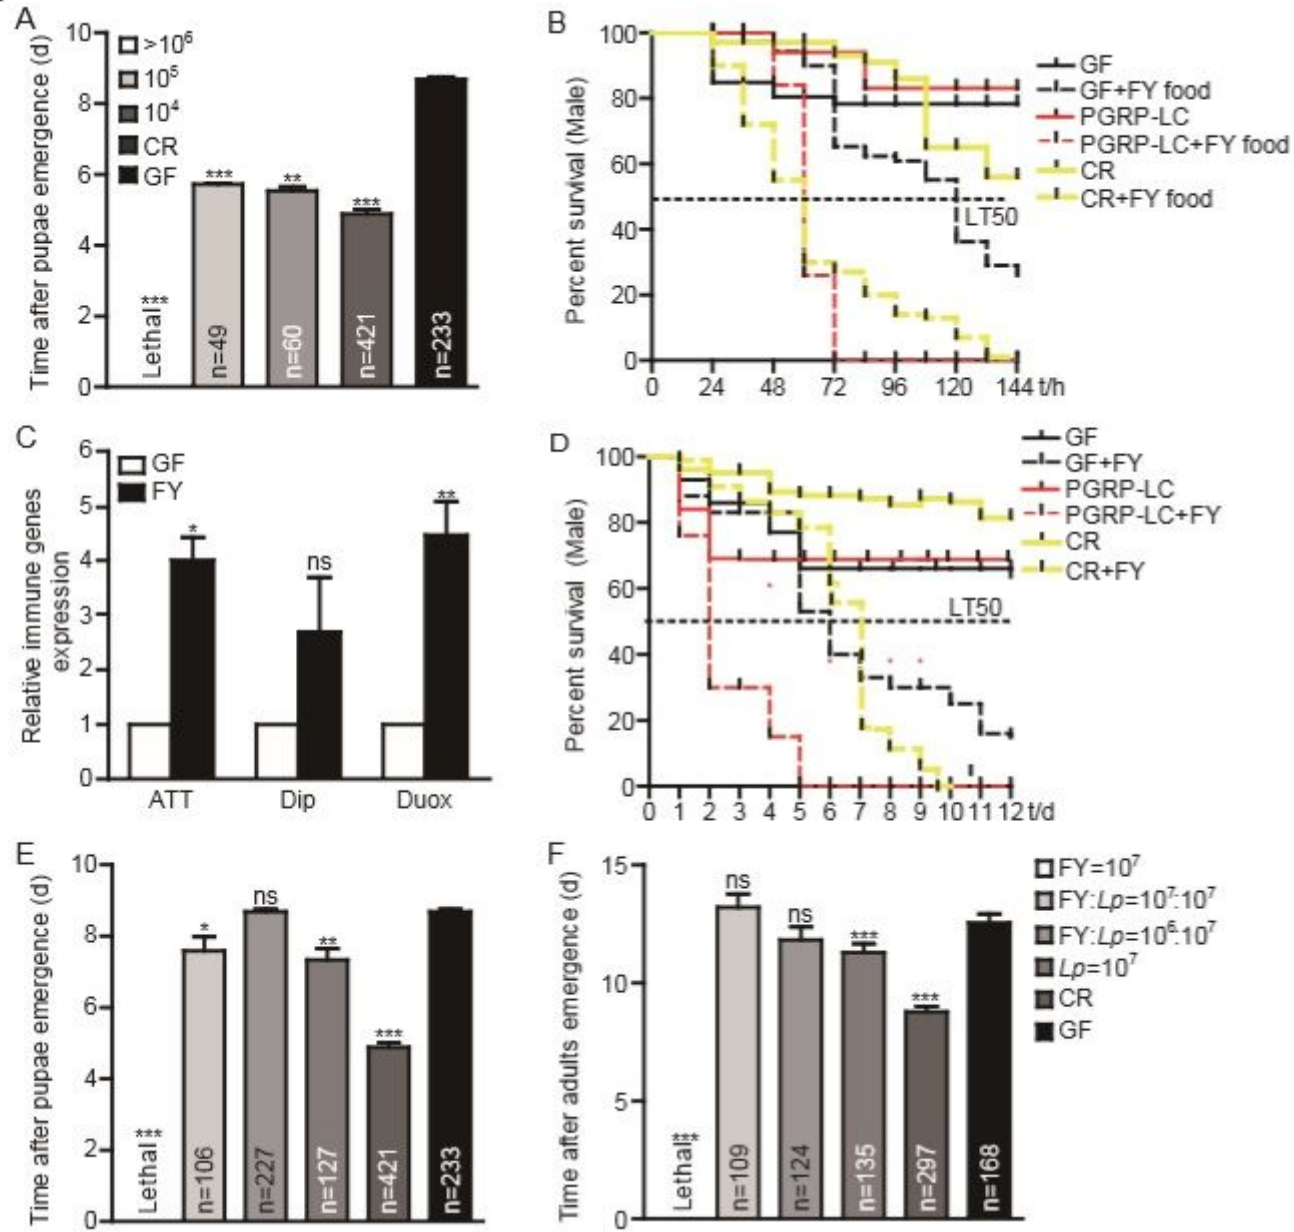 A
Time after pupae emergence (d)
10
8
6
4
2
0
>10⁶
10⁵
10⁴
CR
GF
***
Lethal
***
n=49
**
n=60
***
n=421
n=233
B
Percent survival (Male)
100
80
60
40
20
0
0 24 48 72 96 120 144 t/h
LT50
GF
GF+FY food
PGRP-LC
PGRP-LC+FY food
CR
CR+FY food
C
Relative immune genes
expression
6
5
4
3
2
1
0
GF
FY
*
ns
**
ATT Dip Duox
D
Percent survival (Male)
100
80
60
40
20
0
0 1 2 3 4 5 6 7 8 9 10 11 12 t/d
LT50
GF
GF+FY
PGRP-LC
PGRP-LC+FY
CR
CR+FY
E
Time after pupae emergence (d)
10
8
6
4
2
0
***
Lethal
*
n=106
ns
n=227
**
n=127
***
n=421
n=233
F
Time after adults emergence (d)
15
10
5
0
***
Lethal
ns
n=109
ns
n=124
***
n=135
***
n=297
n=168
FY=10⁷
FY:Lp=10⁷:10⁷
FY:Lp=10⁶:10⁷
Lp=10⁷
CR
GF